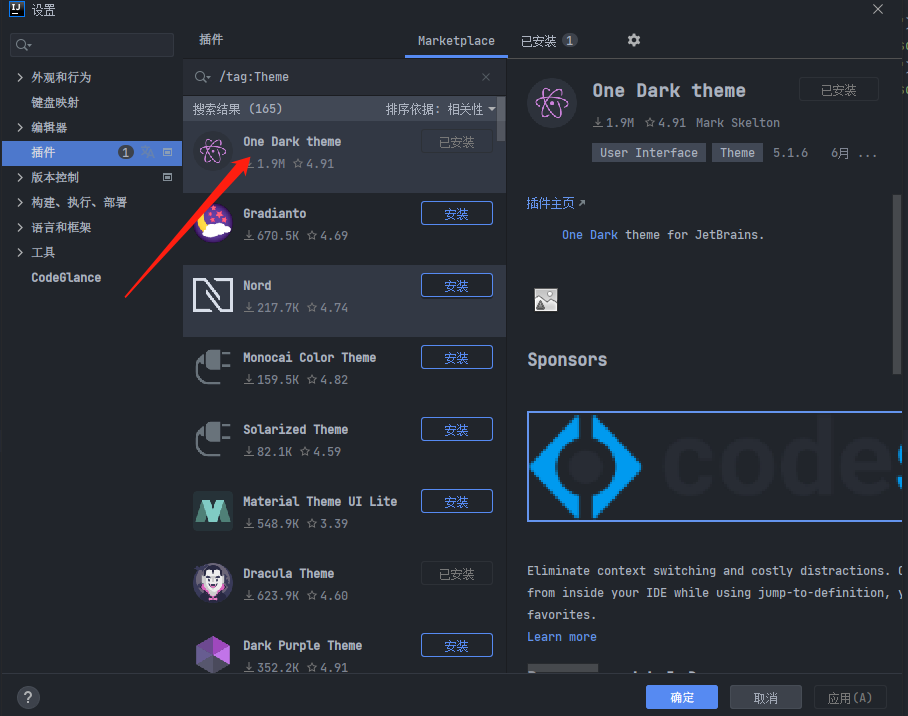 IJ 设置
插件
Marketplace
已安装 1
外观和行为
键盘映射
编辑器
插件 1
版本控制
构建、执行、部署
语言和框架
工具
CodeGlance
/tag:Theme
搜索结果 (165)
排序依据: 相关性
One Dark theme
已安装
1.9M 4.91
Gradianto
安装
670.5K 4.69
Nord
安装
217.7K 4.74
Monocai Color Theme
安装
159.5K 4.82
Solarized Theme
安装
82.1K 4.59
Material Theme UI Lite
安装
548.9K 3.39
Dracula Theme
已安装
623.9K 4.60
Dark Purple Theme
安装
352.2K 4.91
One Dark theme
已安装
1.9M 4.91 Mark Skelton
User Interface Theme 5.1.6 6月 ...
插件主页
One Dark theme for JetBrains.
Sponsors
codes
Eliminate context switching and costly distractions.
from inside your IDE while using jump-to-definition,
favorites.
Learn more
?
确定
取消
应用(A)